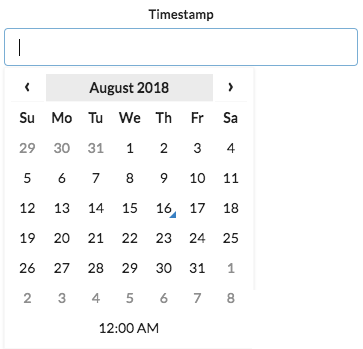 Timestamp
‹ August 2018 ›
Su Mo Tu We Th Fr Sa
29 30 31 1 2 3 4
5 6 7 8 9 10 11
12 13 14 15 16 17 18
19 20 21 22 23 24 25
26 27 28 29 30 31 1
2 3 4 5 6 7 8
12:00 AM